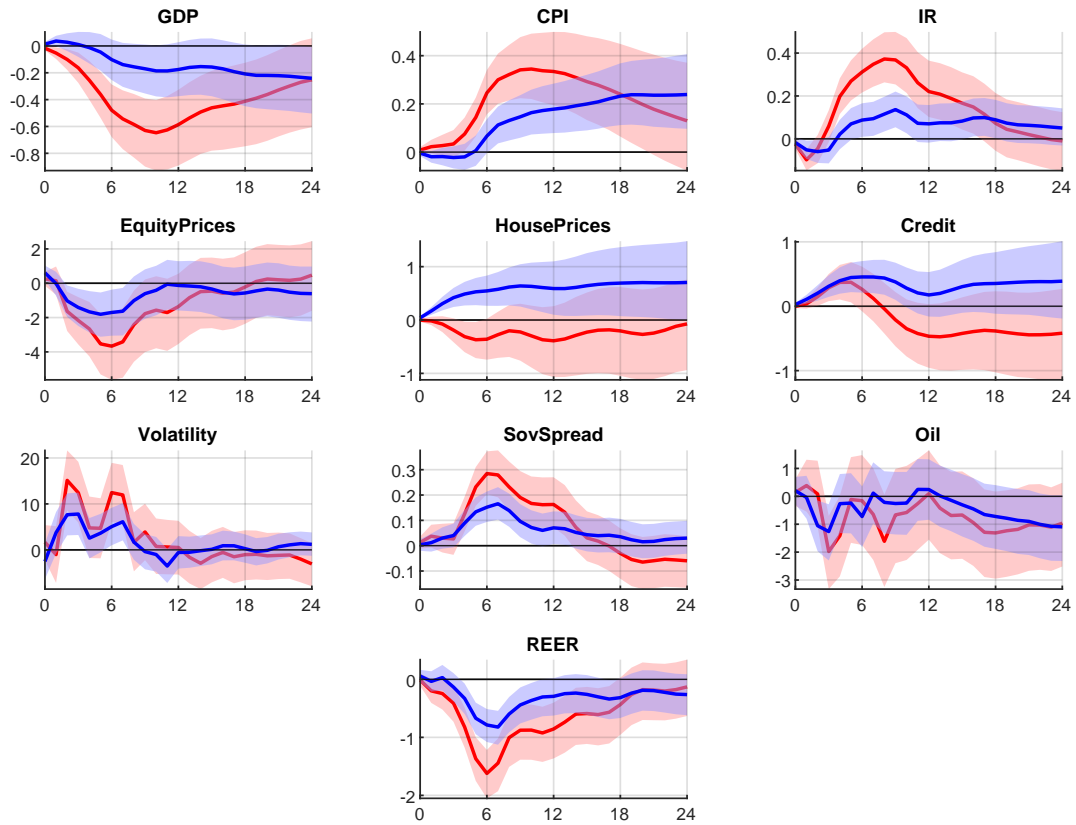 GDP CPI IR
0 0.4 0.4
-0.2 0.2 0.2
-0.4
-0.6 0 0
-0.8
0 6 12 18 24 0 6 12 18 24 0 6 12 18 24
EquityPrices HousePrices Credit
2 1 1
0 0 0
-2
-4 -1 -1
0 6 12 18 24 0 6 12 18 24 0 6 12 18 24
Volatility SovSpread Oil
20 0.3 1
10 0.2 0
0 0.1 -1
0 -2
-0.1 -3
0 6 12 18 24 0 6 12 18 24 0 6 12 18 24
REER
0
-1
-2
0 6 12 18 24